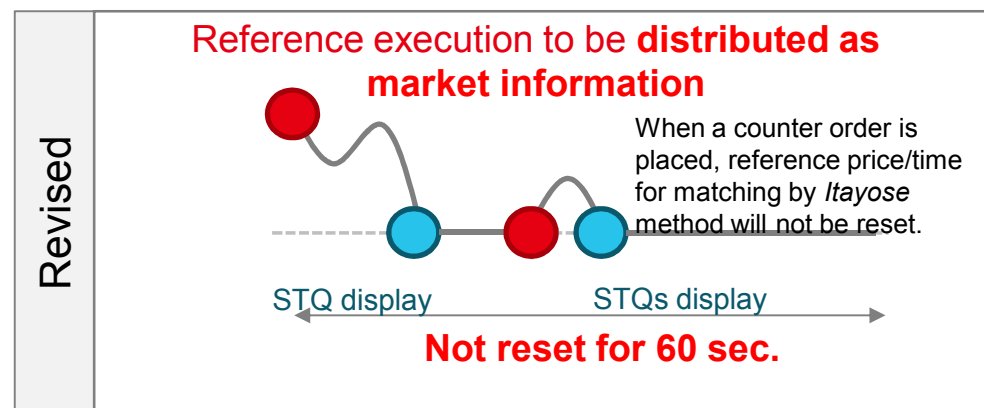 Revised
Reference execution to be distributed as
market information
When a counter order is
placed, reference price/time
for matching by Itayose
method will not be reset.
STQ display
STQs display
Not reset for 60 sec.